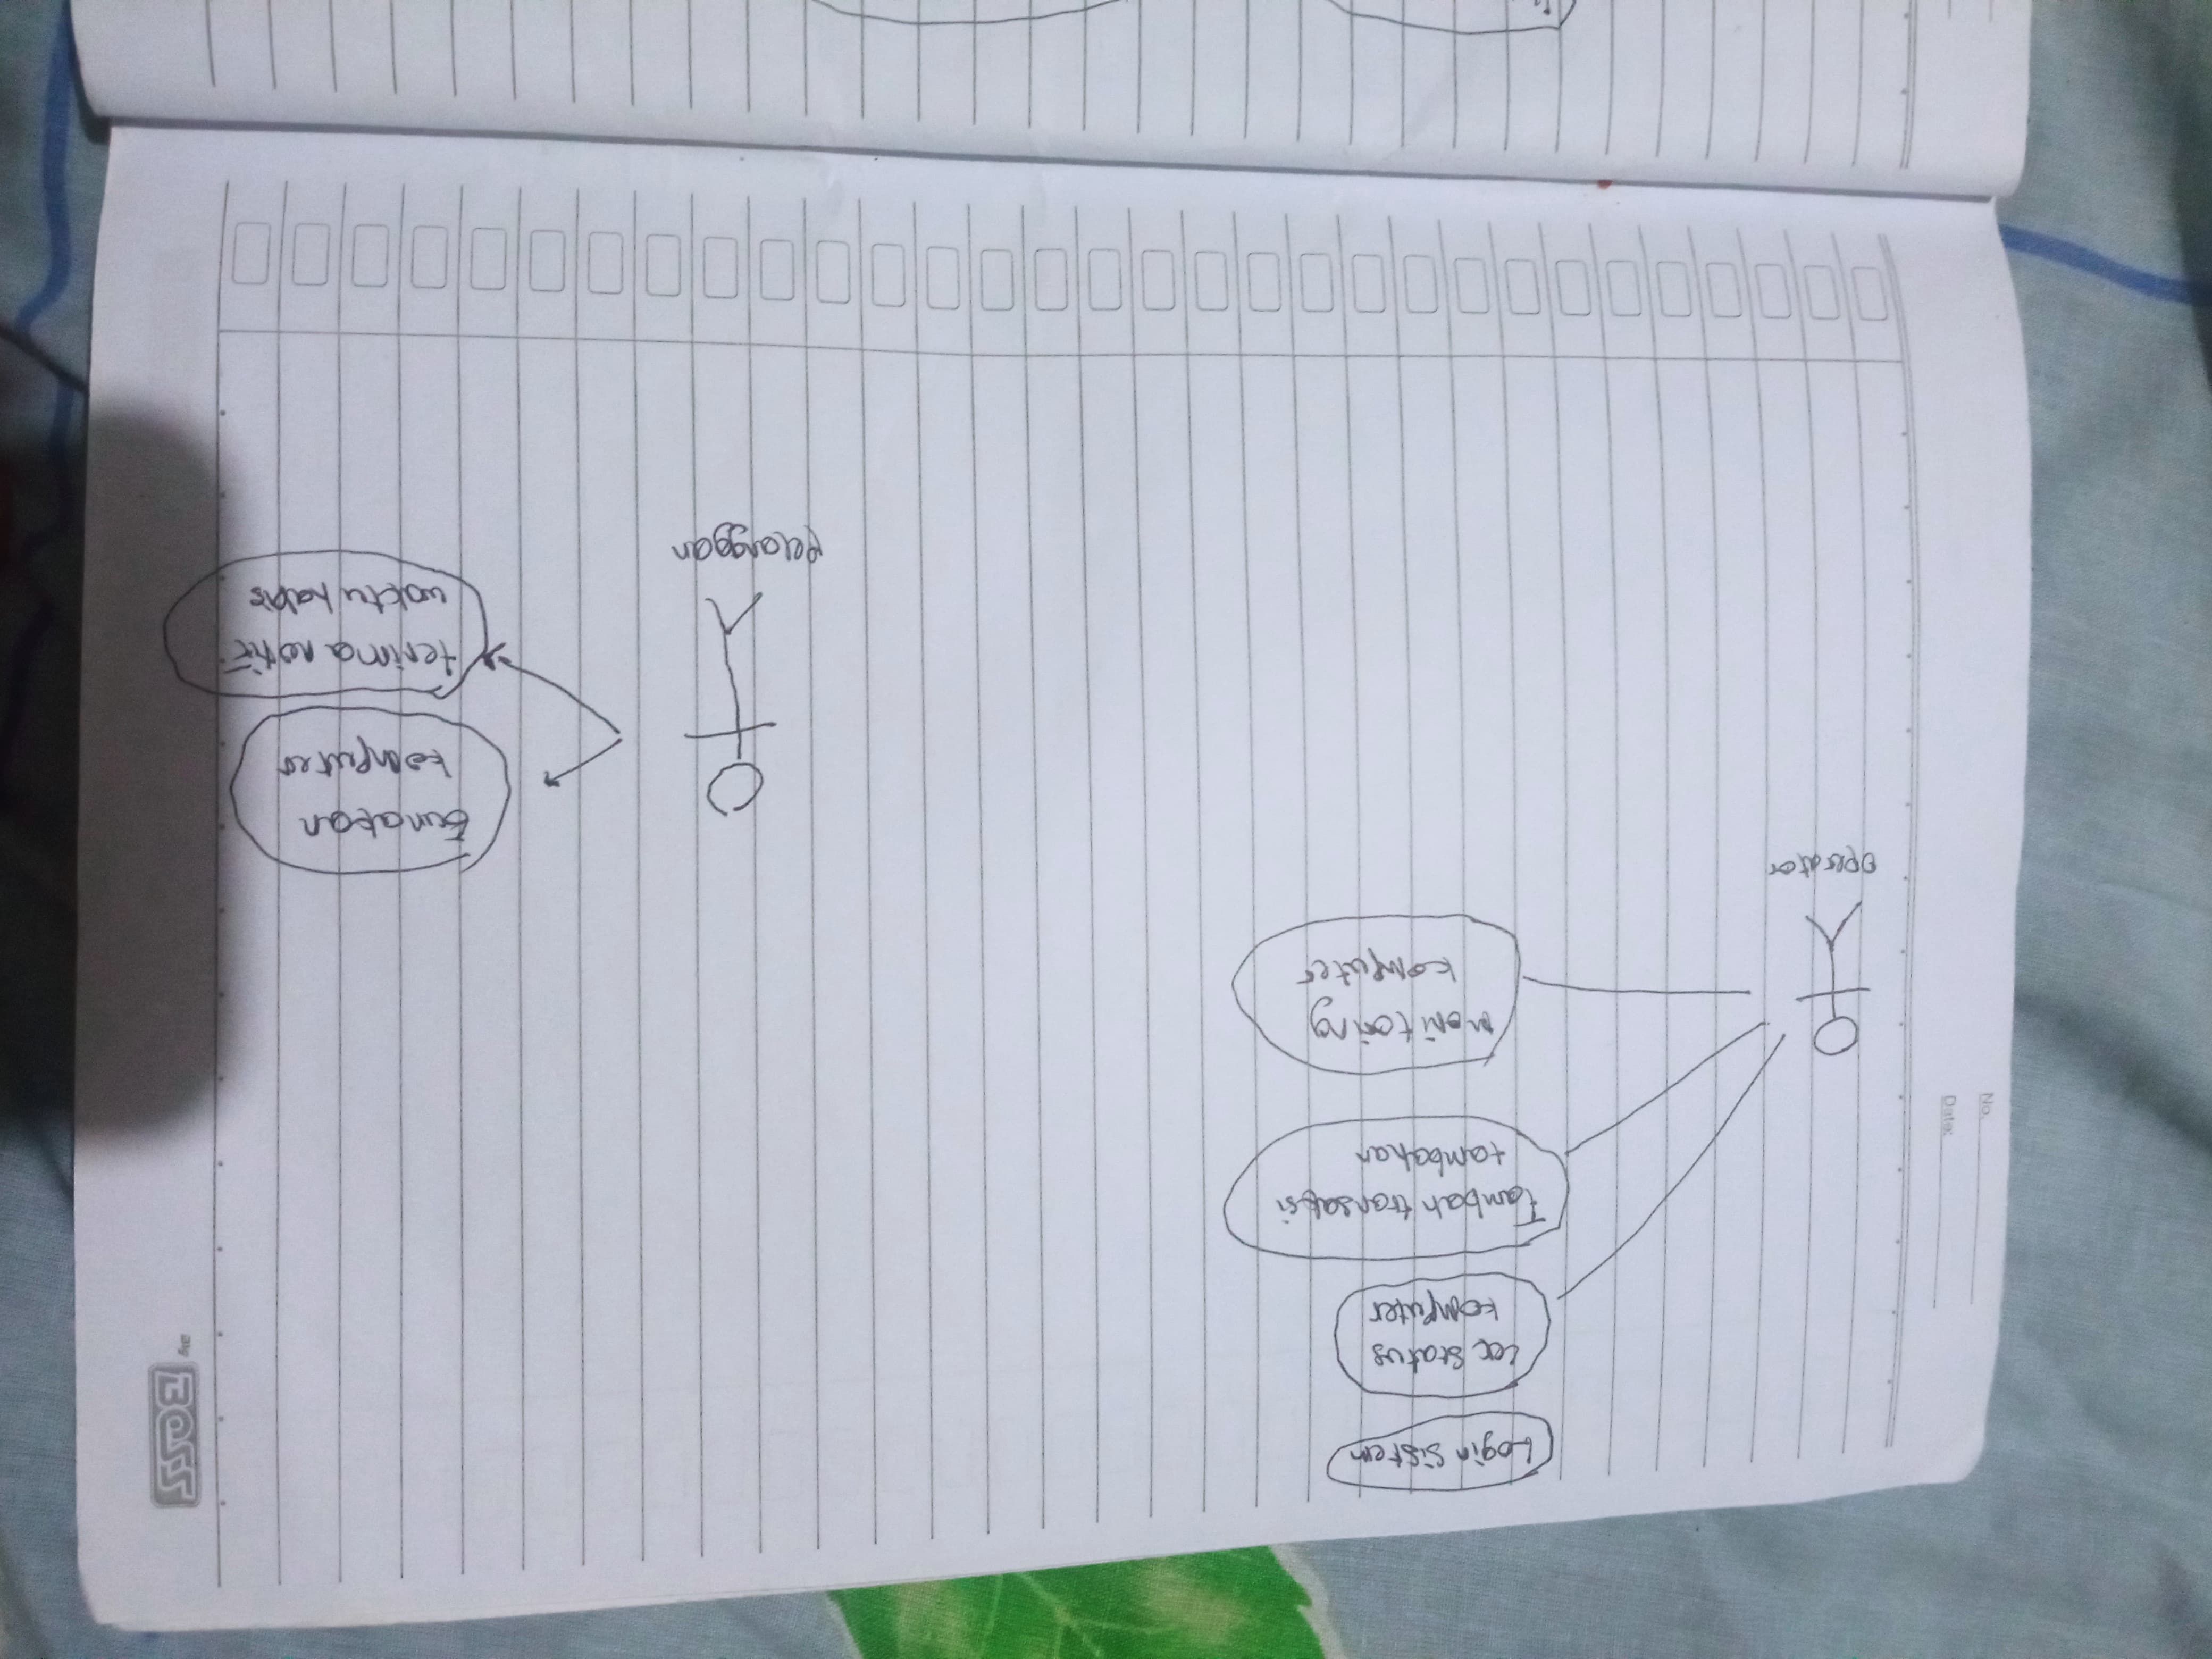 Login Sistem
Cec Status
Komputer
Tambah transaksi
tambahan
monitoring
komputer
Operator
Gunakan
komputer
terima notif
waktu habis
Pelanggan
No.
Date:
Big
BOSS